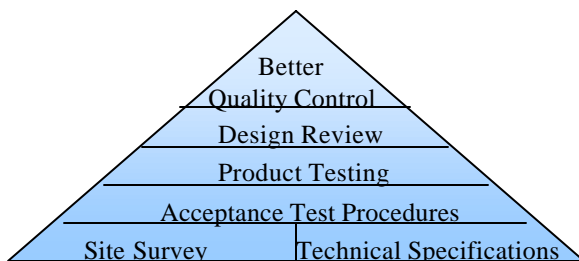 Better
Quality Control
Design Review
Product Testing
Acceptance Test Procedures
Site Survey
Technical Specifications